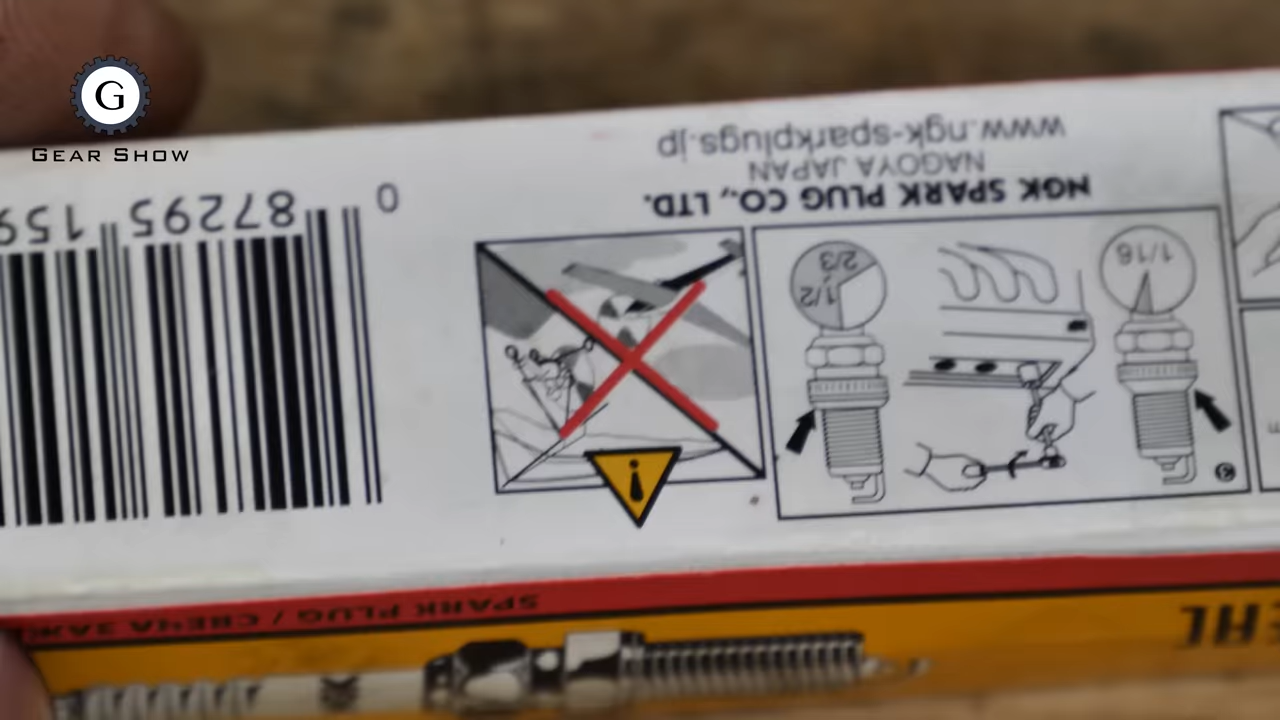 G
GEAR SHOW
www.ngk-sparkplugs.jp
NAGOYA JAPAN
NGK SPARK PLUG CO., LTD.
0 87295 159
1/2 2/3
1/16
SPARK PLUG / СВЕЧА ЗАЖ